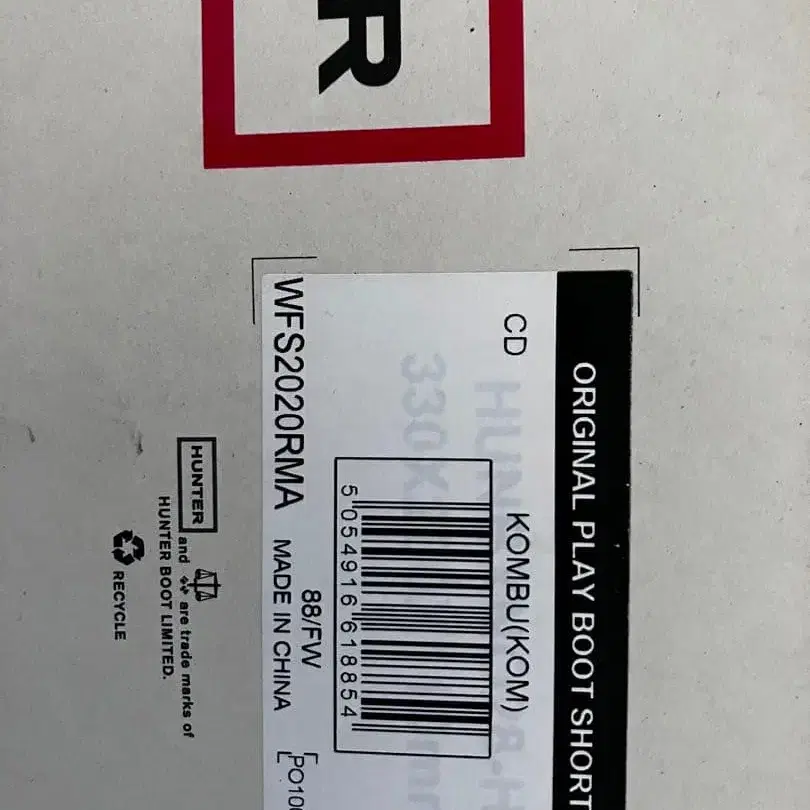 R
ORIGINAL PLAY BOOT SHORT
CD KOMBU(KOM)
5 054916 618854
88/FW
WFS2020RMA MADE IN CHINA
[PO10
HUNTER and are trade marks of
HUNTER BOOT LIMITED.
RECYCLE